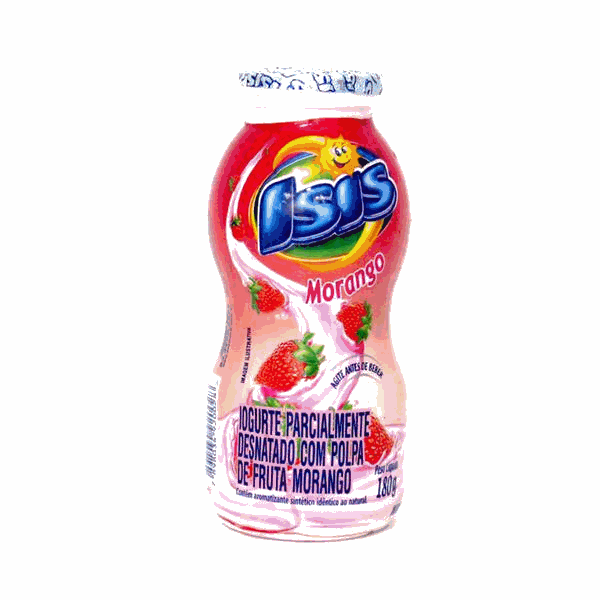 Isis
Morango
IMAGEM ILUSTRATIVA
AGITE ANTES DE BEBER
IOGURTE PARCIALMENTE
DESNATADO COM POLPA
DE FRUTA MORANGO
Contém aromatizante sintético idêntico ao natural.
Peso Líquido
180g